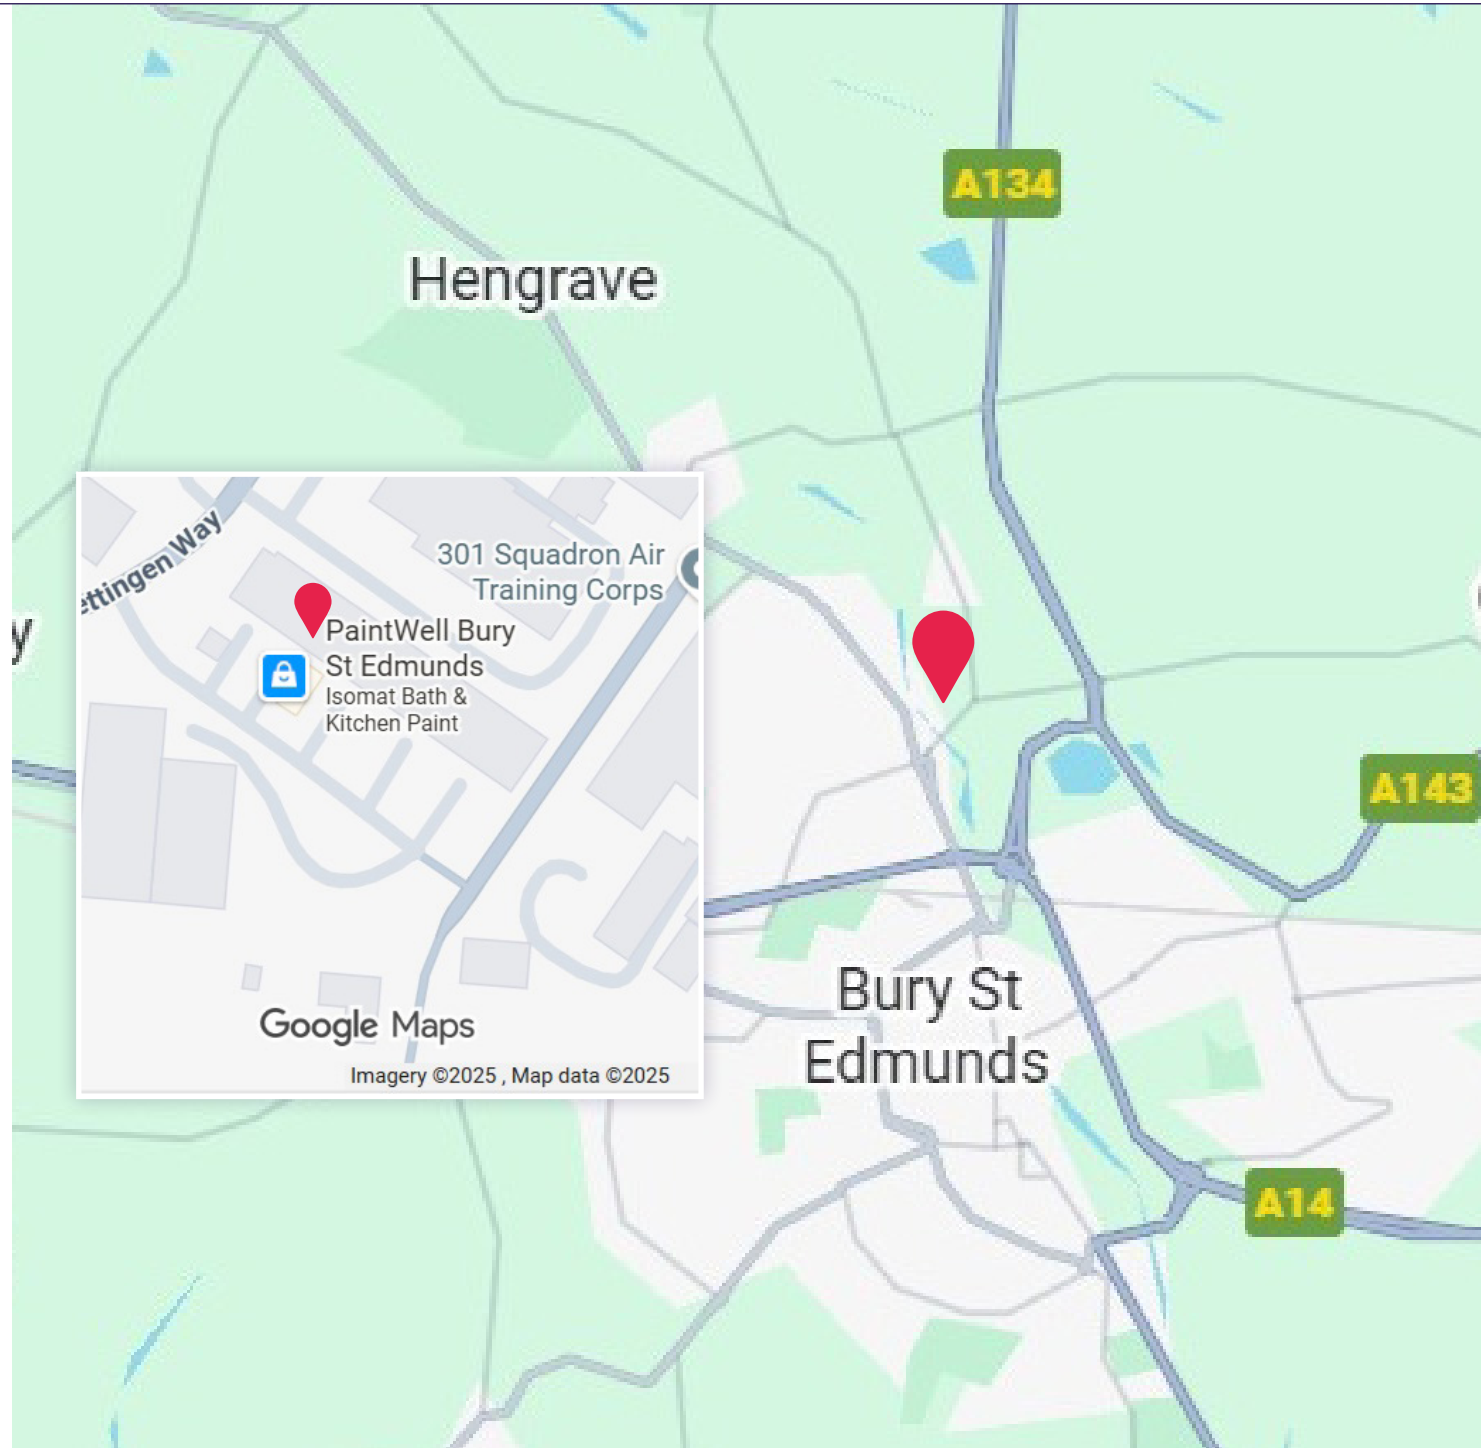 A134
Hengrave
ettingen Way
301 Squadron Air
Training Corps
PaintWell Bury
St Edmunds
Isomat Bath &
Kitchen Paint
y
A143
Google Maps
Imagery ©2025 , Map data ©2025
Bury St
Edmunds
A14